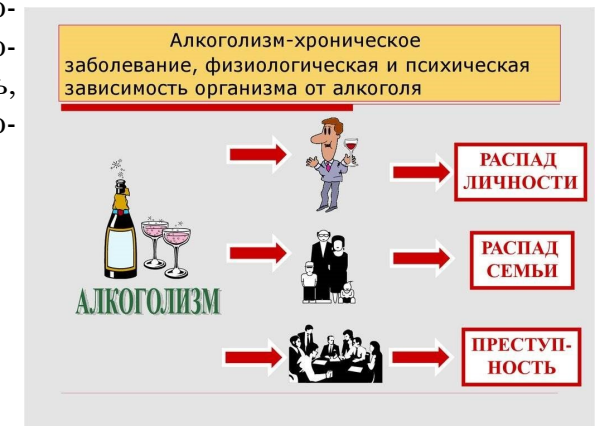 о-
о-
ь,
о-
Алкоголизм-хроническое
заболевание, физиологическая и психическая
зависимость организма от алкоголя
РАСПАД
ЛИЧНОСТИ
РАСПАД
СЕМЬИ
АЛКОГОЛИЗМ
ПРЕСТУП-
НОСТЬ